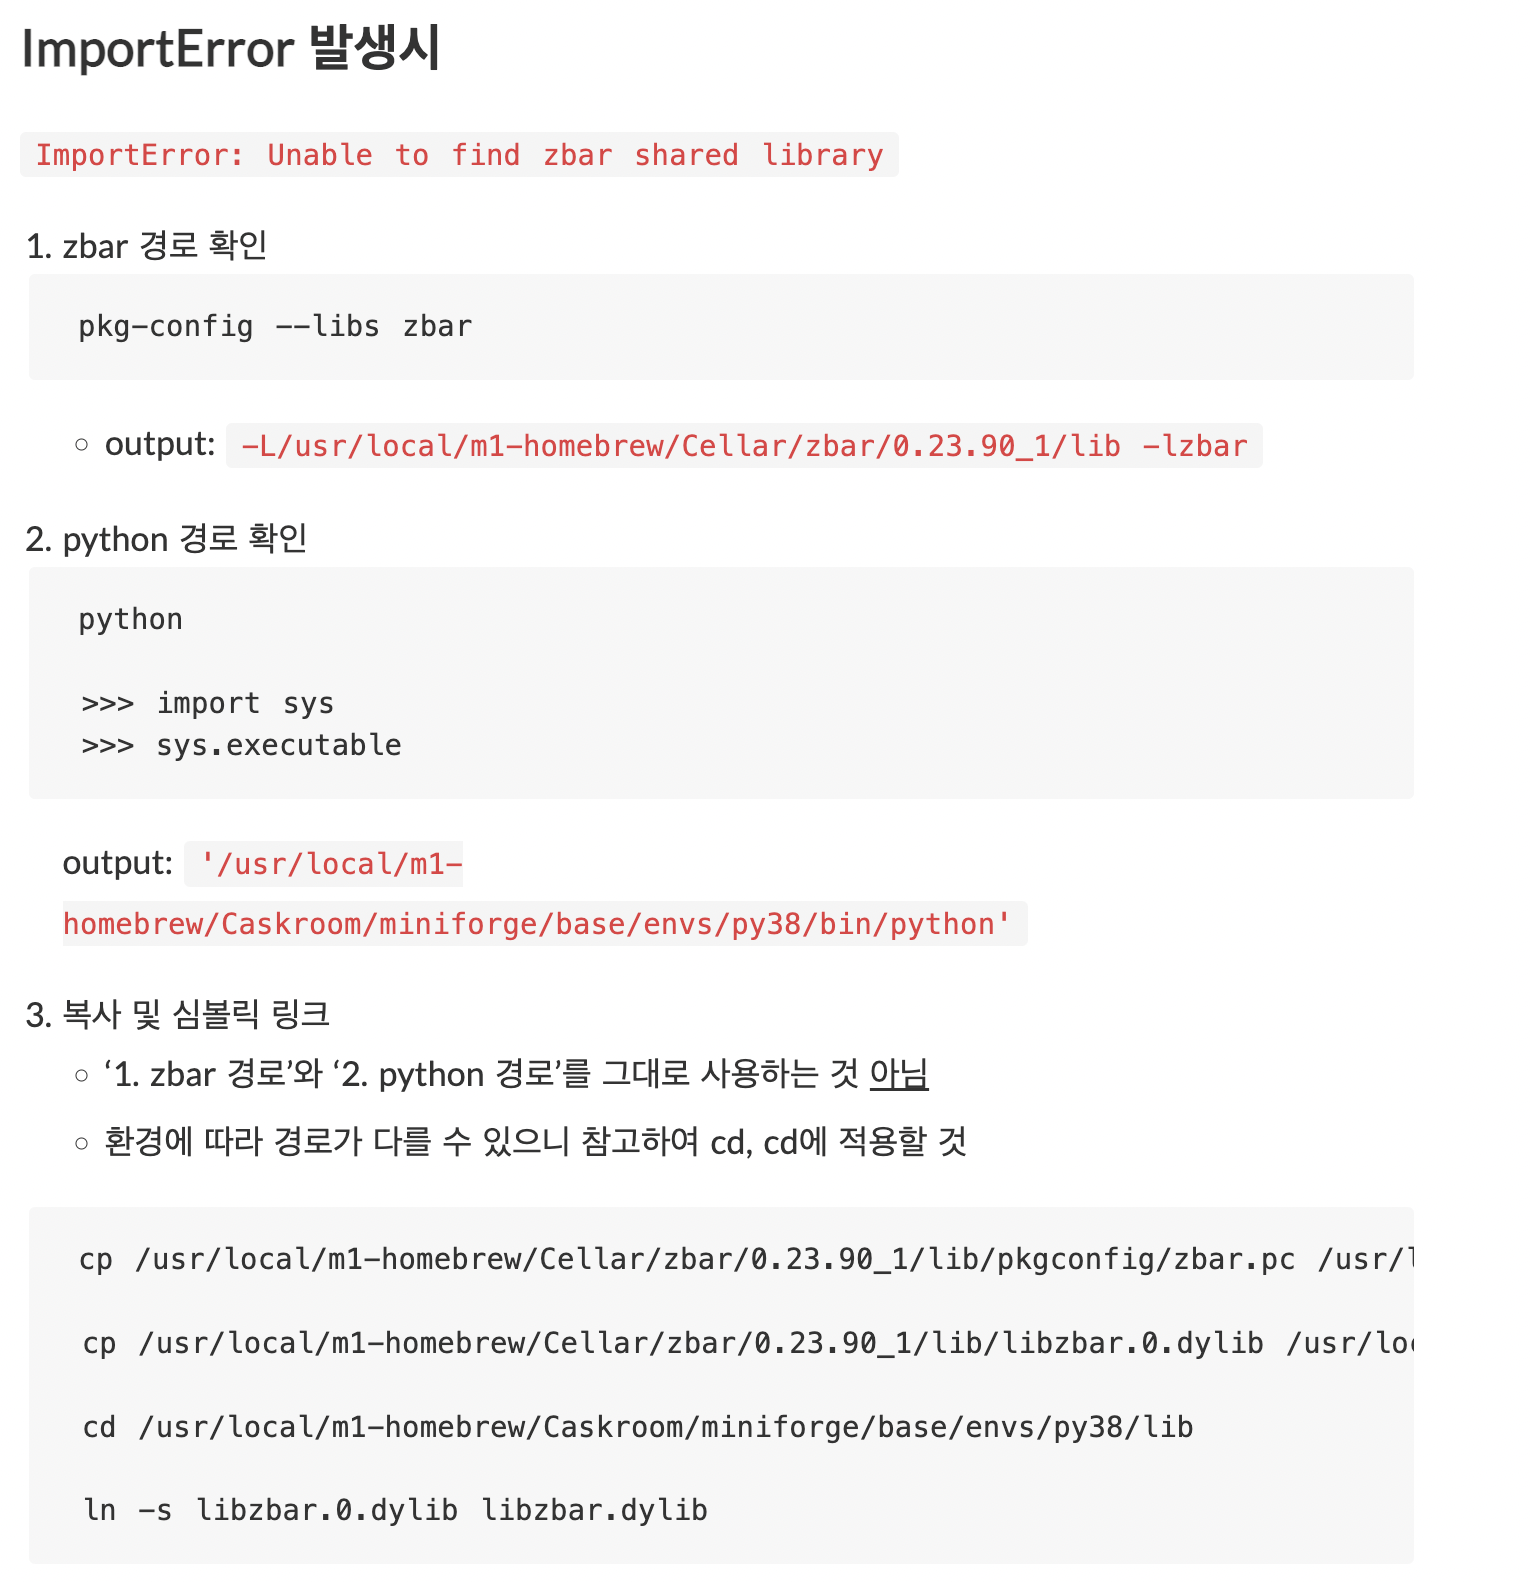 ImportError 발생시
ImportError: Unable to find zbar shared library
1. zbar 경로 확인
pkg-config --libs zbar
○ output: -L/usr/local/m1-homebrew/Cellar/zbar/0.23.90_1/lib -lzbar
2. python 경로 확인
python
>>> import sys
>>> sys.executable
output: '/usr/local/m1-
homebrew/Caskroom/miniforge/base/envs/py38/bin/python'
3. 복사 및 심볼릭 링크
○ ‘1. zbar 경로’와 ‘2. python 경로’를 그대로 사용하는 것 아님
○ 환경에 따라 경로가 다를 수 있으니 참고하여 cd, cd에 적용할 것
cp /usr/local/m1-homebrew/Cellar/zbar/0.23.90_1/lib/pkgconfig/zbar.pc /usr/l
cp /usr/local/m1-homebrew/Cellar/zbar/0.23.90_1/lib/libzbar.0.dylib /usr/loc
cd /usr/local/m1-homebrew/Caskroom/miniforge/base/envs/py38/lib
ln -s libzbar.0.dylib libzbar.dylib